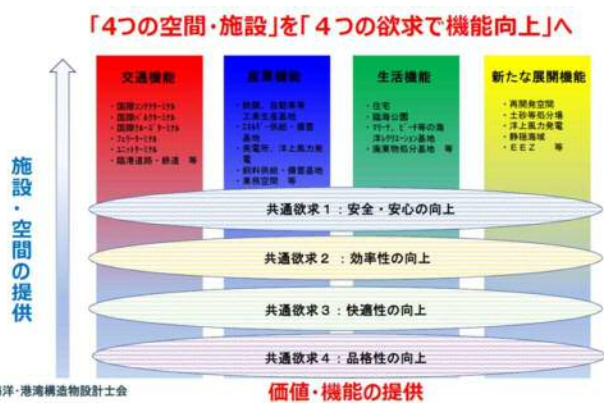 「4つの空間・施設」を「４つの欲求で機能向上」へ
交通機能
・国際コンテナターミナル
・国際バルクターミナル
・国際クルーズターミナル
・フェリーターミナル
・ユニットターミナル
・臨港道路・鉄道 等
産業機能
・鉄鋼、自動車等
工業生産基地
・エネルギー供給・備蓄
基地
・発電所、洋上風力発
電
・飼料供給・備蓄基地
・業務空間 等
生活機能
・住宅
・臨海公園
・マリーナ、ビーチ等の海
洋レクリエーション基地
・廃棄物処分基地 等
新たな展開機能
・再開発空間
・土砂等処分場
・洋上風力発電
・静穏海域
・ＥＥＺ 等
施設・空間の提供
共通欲求１：安全・安心の向上
共通欲求２ ：効率性の向上
共通欲求３：快適性の向上
共通欲求４：品格性の向上
洋・港湾構造物設計士会
価値・機能の提供